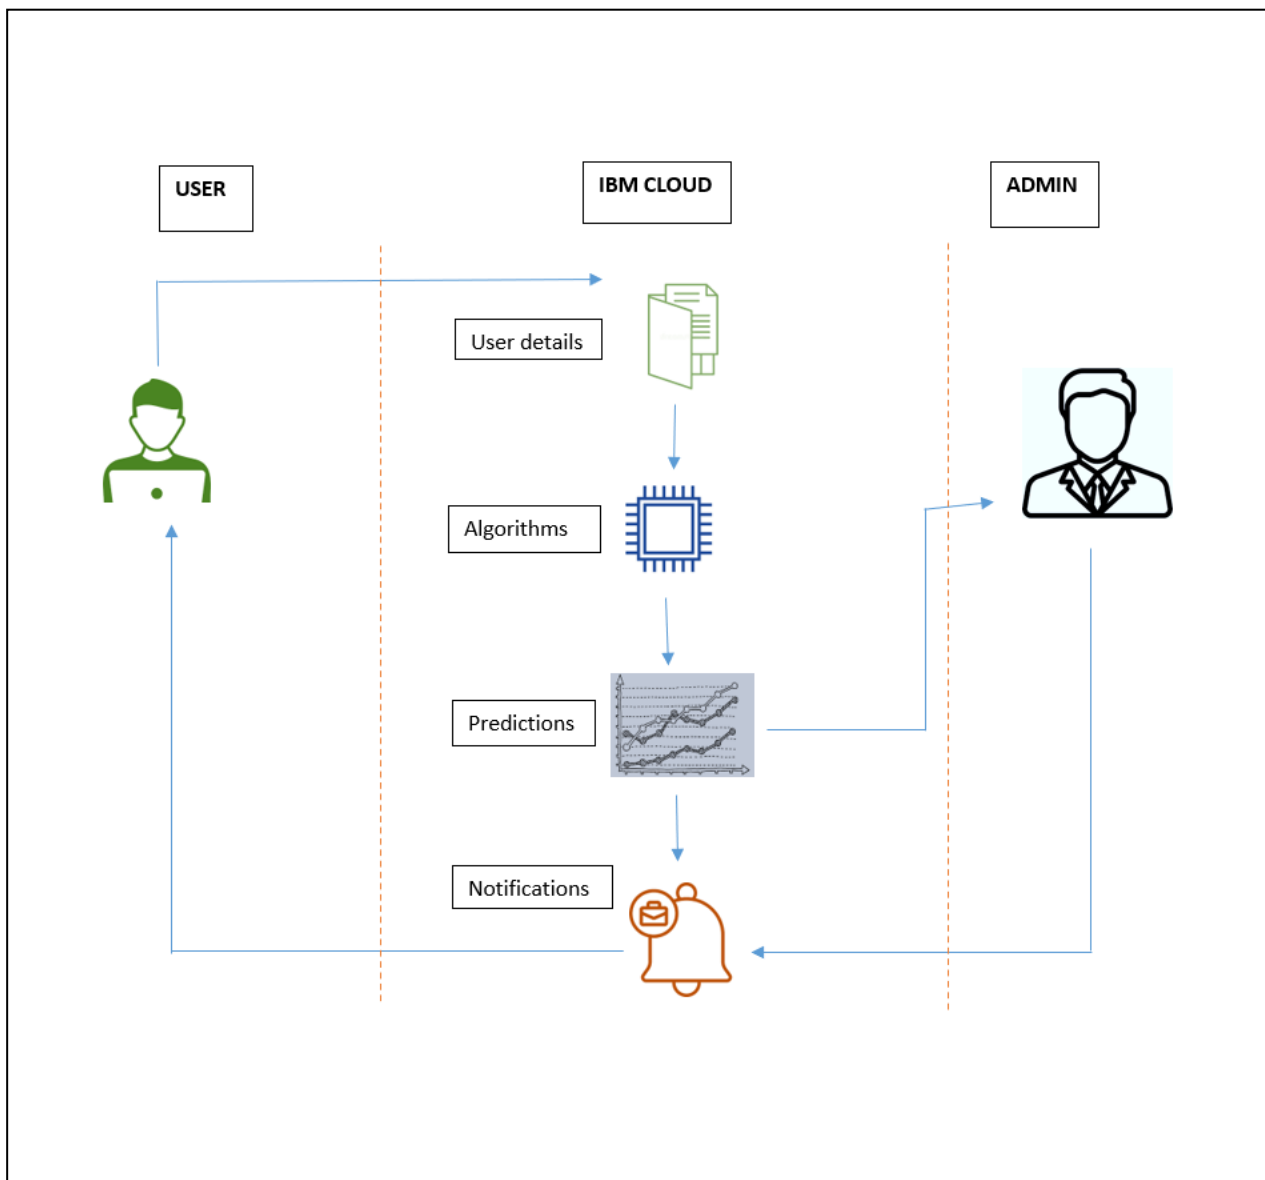 USER
IBM CLOUD
ADMIN
User details
Algorithms
Predictions
Notifications